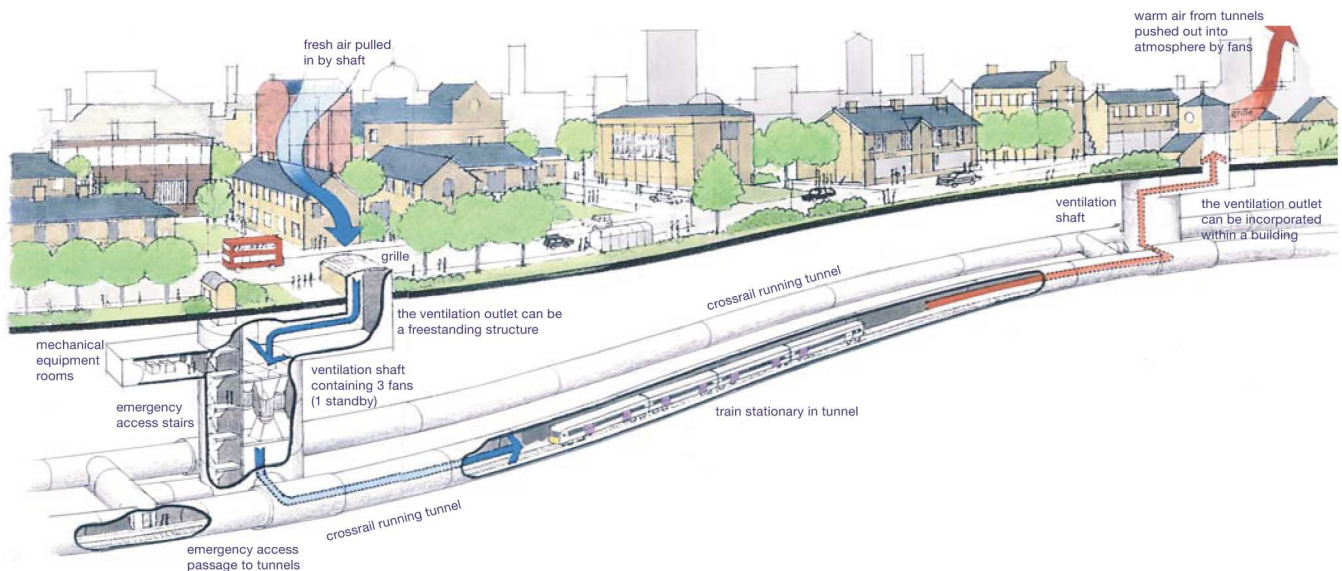 fresh air pulled
in by shaft
warm air from tunnels
pushed out into
atmosphere by fans
grille
ventilation
shaft
the ventilation outlet
can be incorporated
within a building
grille
crossrail running tunnel
the ventilation outlet can be
a freestanding structure
mechanical
equipment
rooms
ventilation shaft
containing 3 fans
(1 standby)
emergency
access stairs
train stationary in tunnel
crossrail running tunnel
emergency access
passage to tunnels